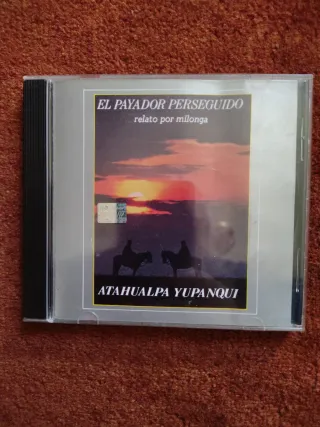 EL PAYADOR PERSEGUIDO
relato por milonga
ATAHUALPA YUPANQUI